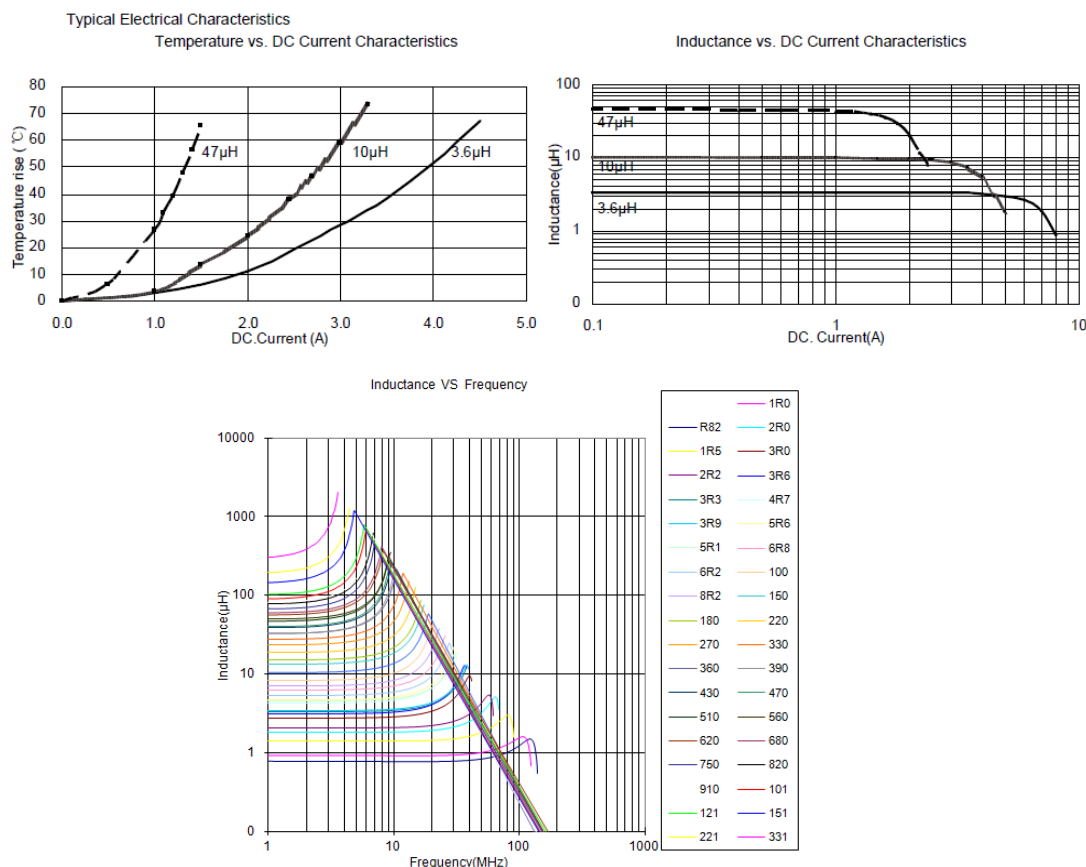 Typical Electrical Characteristics
Temperature vs. DC Current Characteristics
80
70
60
50
40
30
20
10
0
Temperature rise ( ℃)
47μH
10μH
3.6μH
0.0 1.0 2.0 3.0 4.0 5.0
DC.Current (A)
Inductance vs. DC Current Characteristics
100
10
1
0
Inductance(μH)
47μH
10μH
3.6μH
0.1 1 10
DC. Current(A)
Inductance VS Frequency
10000
1000
100
10
1
0
Inductance(μH)
1 10 100 1000
Frequency(MHz)
1R0
R82 2R0
1R5 3R0
2R2 3R6
3R3 4R7
3R9 5R6
5R1 6R8
6R2 100
8R2 150
180 220
270 330
360 390
430 470
510 560
620 680
750 820
910 101
121 151
221 331